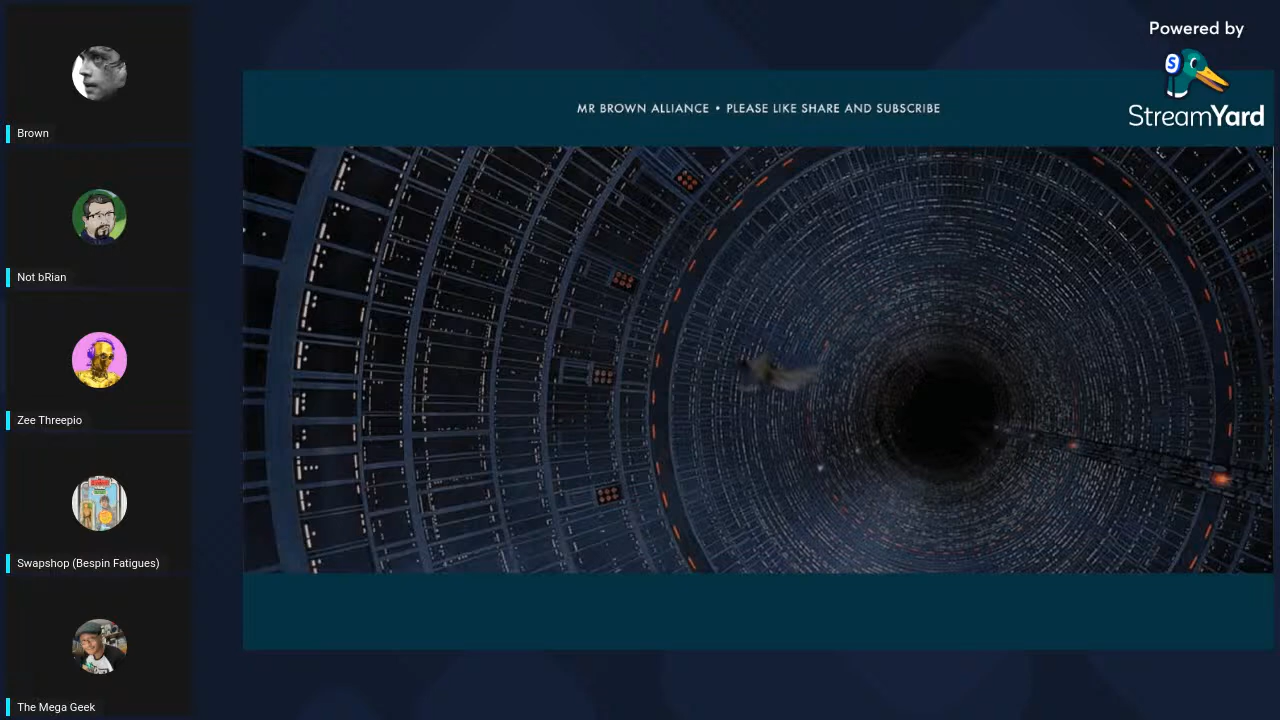 Powered by
StreamYard
MR BROWN ALLIANCE • PLEASE LIKE SHARE AND SUBSCRIBE
Brown
Not bRian
Zee Threepio
Swapshop (Bespin Fatigues)
The Mega Geek